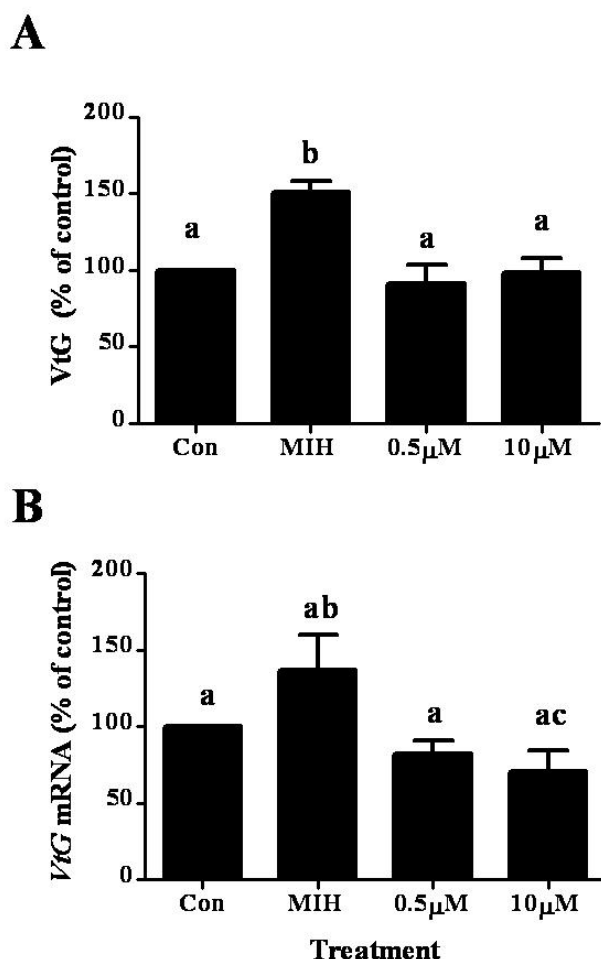 A
VtG (% of control)
200
150
100
50
0
a
b
a
a
Con MIH 0.5µM 10µM
B
VtG mRNA (% of control)
200
150
100
50
0
a
ab
a
ac
Con MIH 0.5µM 10µM
Treatment